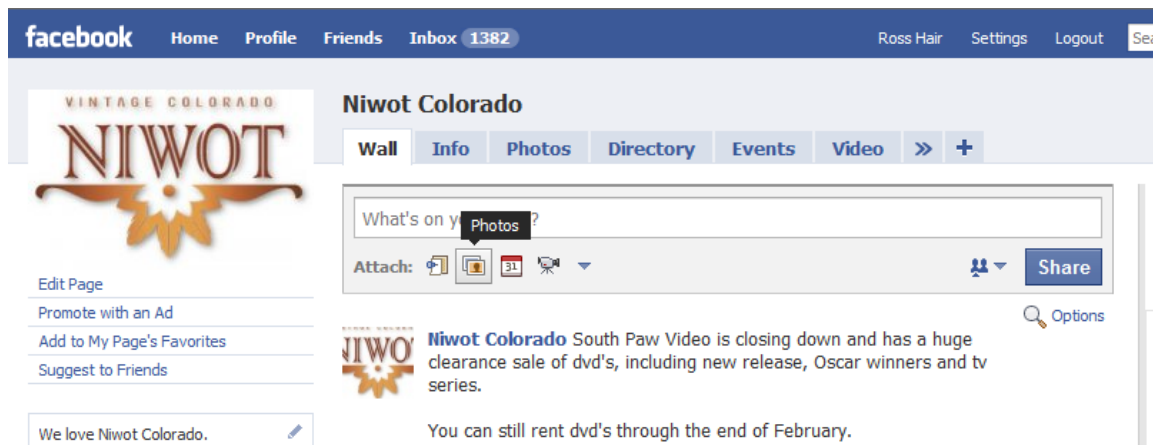 facebook Home Profile Friends Inbox 1382 Ross Hair Settings Logout Sea
VINTAGE COLORADO
NIWOT
Edit Page
Promote with an Ad
Add to My Page's Favorites
Suggest to Friends
We love Niwot Colorado.
Niwot Colorado
Wall Info Photos Directory Events Video » +
What's on yo ?
Photos
Attach: 31 Share
Options
NIWOT
Niwot Colorado South Paw Video is closing down and has a huge
clearance sale of dvd's, including new release, Oscar winners and tv
series.
You can still rent dvd's through the end of February.